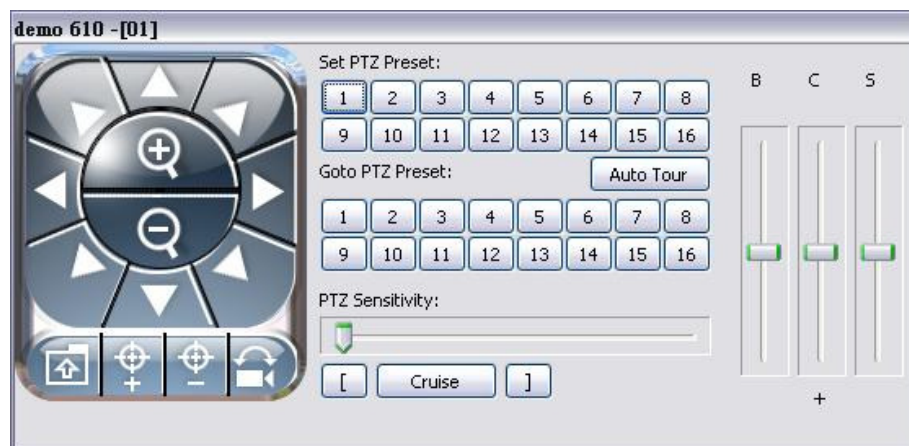 demo 610 -[01]
Set PTZ Preset:
1 2 3 4 5 6 7 8
9 10 11 12 13 14 15 16
Goto PTZ Preset:
Auto Tour
1 2 3 4 5 6 7 8
9 10 11 12 13 14 15 16
PTZ Sensitivity:
[ Cruise ]
B C S
+